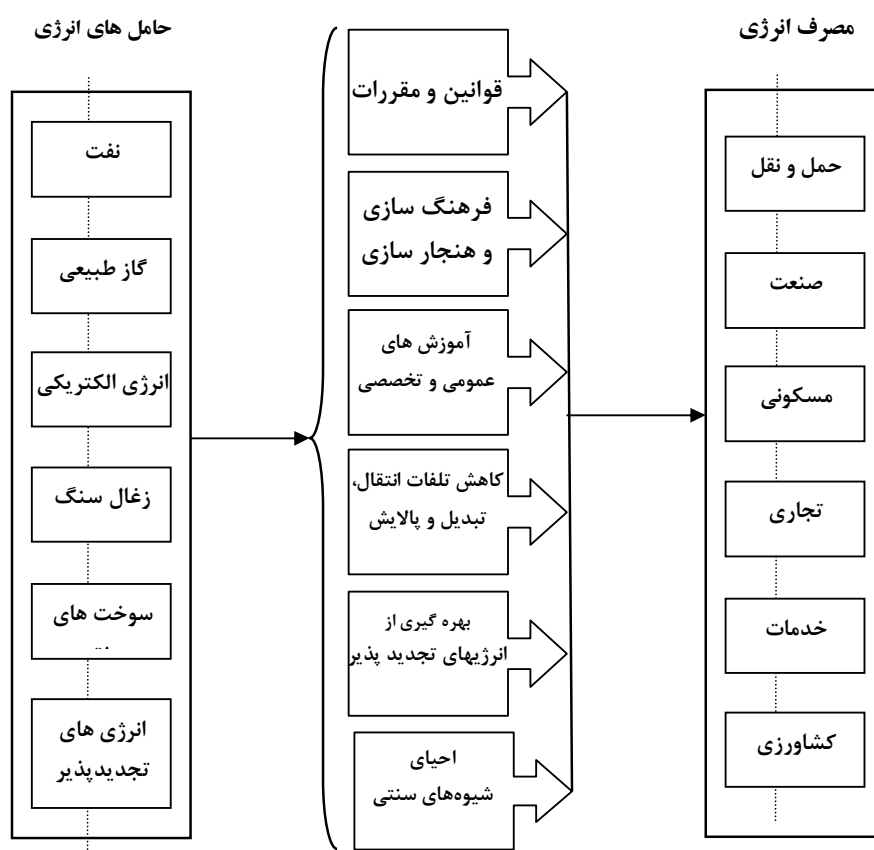 حامل های انرژی
نفت
گاز طبیعی
انرژی الکتریکی
زغال سنگ
سوخت های
انرژی های
تجدیدپذیر
قوانین و مقررات
فرهنگ سازی
و هنجار سازی
آموزش های
عمومی و تخصصی
کاهش تلفات انتقال،
تبدیل و پالایش
بهره گیری از
انرژیهای تجدید پذیر
احیای
شیوه‌های سنتی
مصرف انرژی
حمل و نقل
صنعت
مسکونی
تجاری
خدمات
کشاورزی